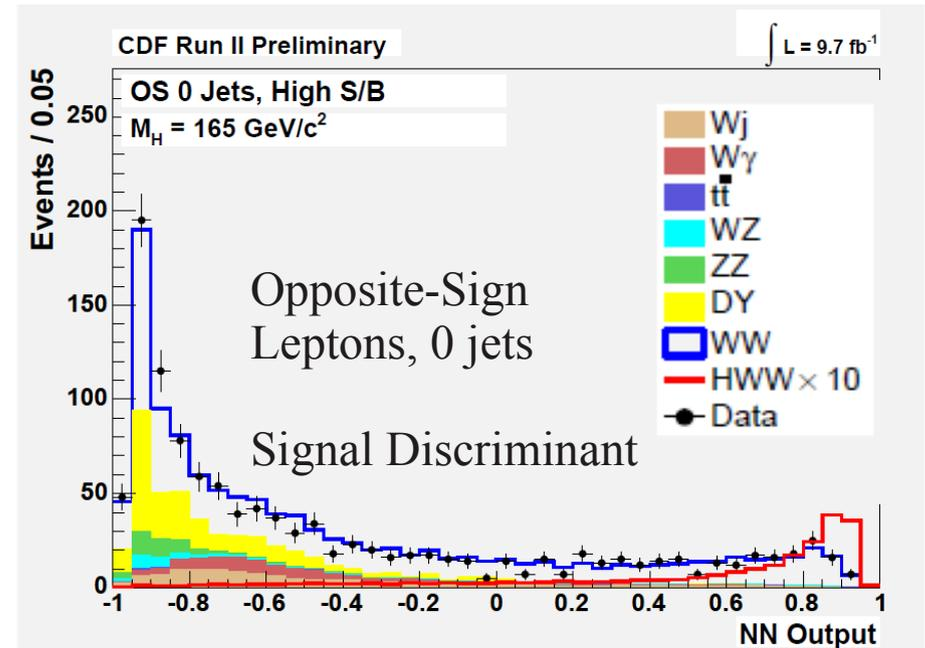 CDF Run II Preliminary
∫ L = 9.7 fb⁻¹
OS 0 Jets, High S/B
M_H = 165 GeV/c²
Events / 0.05
250
200
150
100
50
0
Opposite-Sign
Leptons, 0 jets
Signal Discriminant
Wj
Wγ
tt
WZ
ZZ
DY
WW
HWW × 10
Data
-1 -0.8 -0.6 -0.4 -0.2 0 0.2 0.4 0.6 0.8 1
NN Output